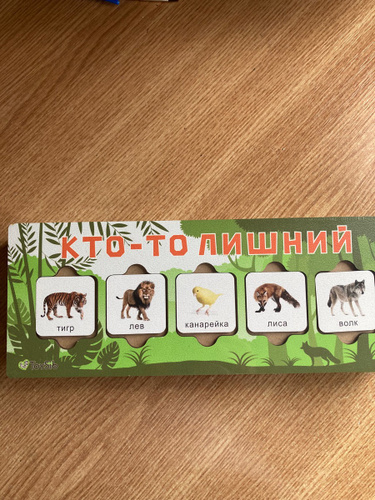 КТО-ТО ЛИШНИЙ
тигр
лев
канарейка
лиса
волк